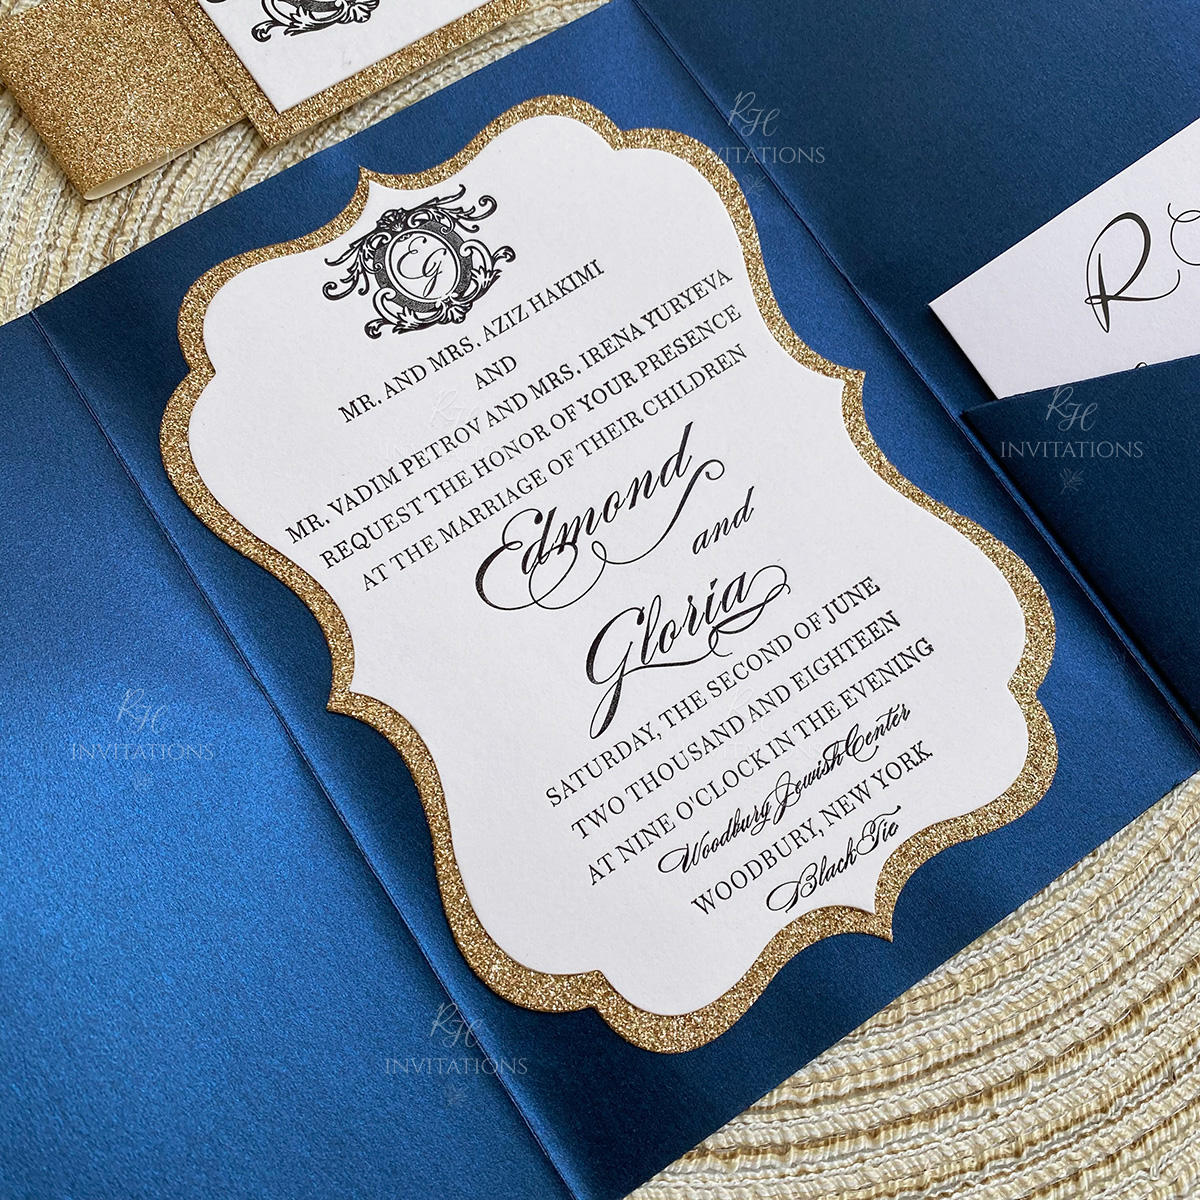 EG
MR. AND MRS. AZIZ HAKIMI
AND
MR. VADIM PETROV AND MRS. IRENA YURYEVA
REQUEST THE HONOR OF YOUR PRESENCE
AT THE MARRIAGE OF THEIR CHILDREN
Edmond
and
Gloria
SATURDAY, THE SECOND OF JUNE
TWO THOUSAND AND EIGHTEEN
AT NINE O'CLOCK IN THE EVENING
Woodburg Jewish Center
WOODBURY, NEW YORK
Black Tie
R
RH
INVITATIONS
RH
INVITATIONS
RH
INVITATIONS
RH
INVITATIONS
RH
INVITATIONS